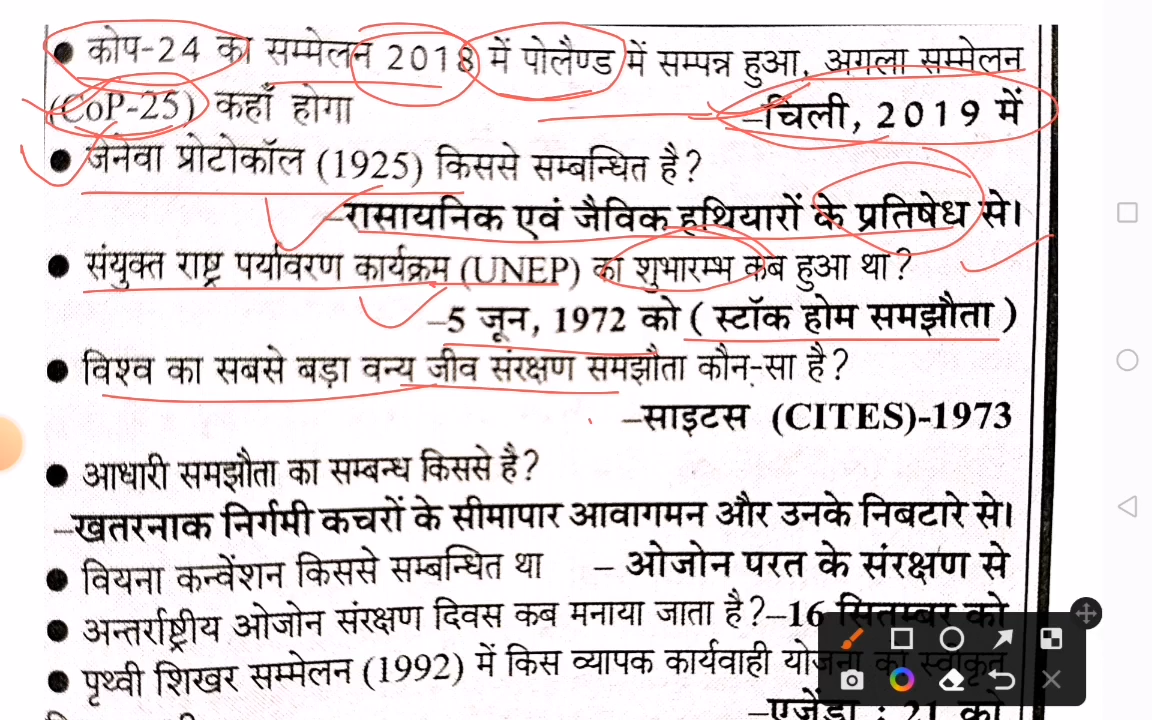 ● कोप-24 का सम्मेलन 2018 में पोलैण्ड में सम्पन्न हुआ, अगला सम्मेलन
(CoP-25) कहाँ होगा –चिली, 2019 में
● जेनेवा प्रोटोकॉल (1925) किससे सम्बन्धित है?
–रासायनिक एवं जैविक हथियारों के प्रतिषेध से।
● संयुक्त राष्ट्र पर्यावरण कार्यक्रम (UNEP) का शुभारम्भ कब हुआ था?
–5 जून, 1972 को ( स्टॉक होम समझौता )
● विश्व का सबसे बड़ा वन्य जीव संरक्षण समझौता कौन-सा है?
–साइटस (CITES)-1973
● आधारी समझौता का सम्बन्ध किससे है?
–खतरनाक निर्गमी कचरों के सीमापार आवागमन और उनके निबटारे से।
● वियना कन्वेंशन किससे सम्बन्धित था – ओजोन परत के संरक्षण से
● अन्तर्राष्ट्रीय ओजोन संरक्षण दिवस कब मनाया जाता है?–16 सितम्बर को
● पृथ्वी शिखर सम्मेलन (1992) में किस व्यापक कार्यवाही योजना को स्वीकृत
–एजेंडा : 21 को